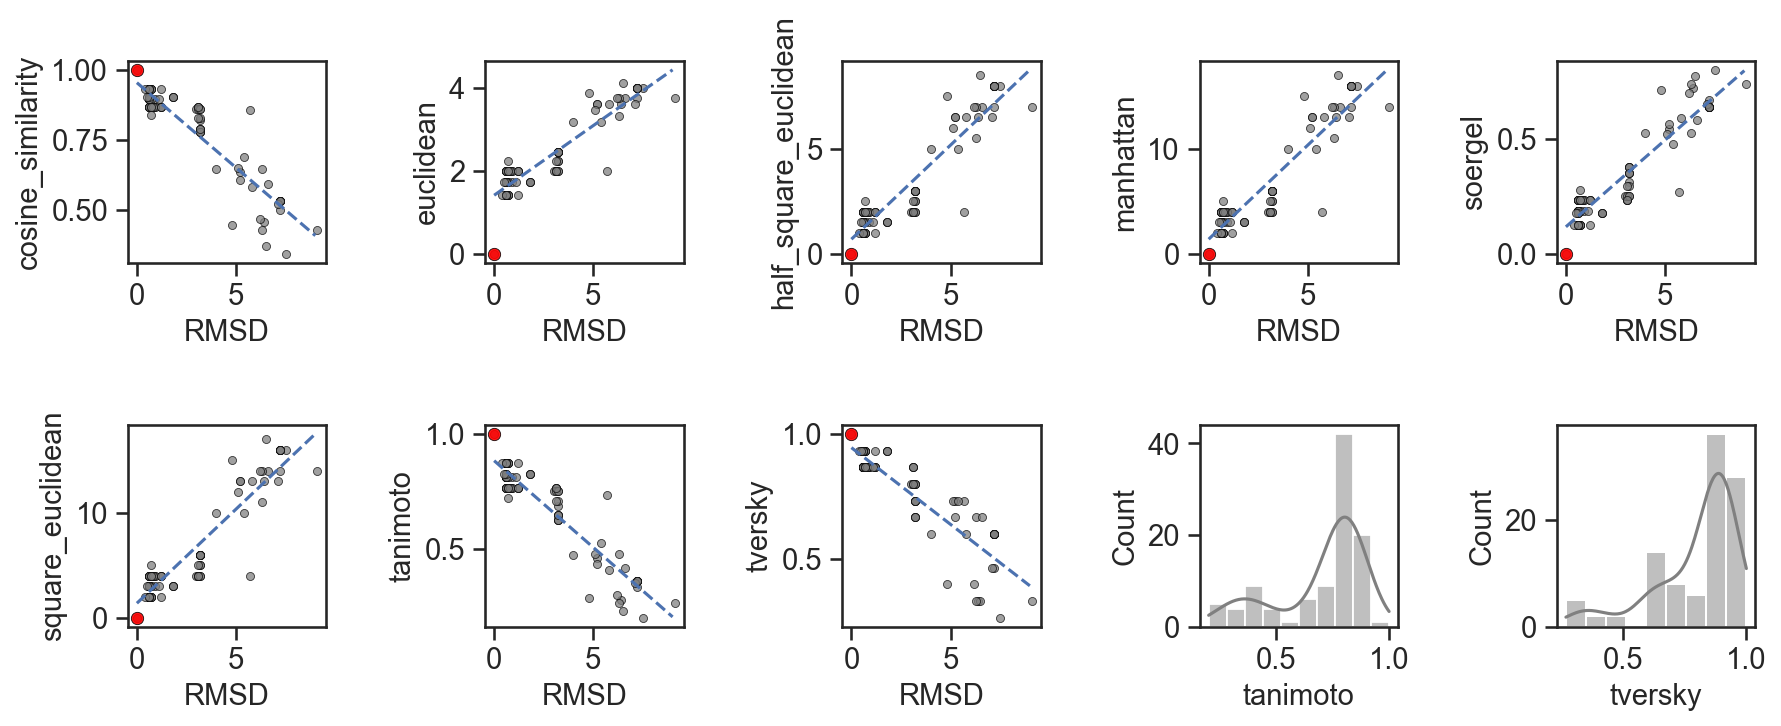 cosine_similarity
1.00
0.75
0.50
0
5
RMSD
euclidean
4
2
0
0
5
RMSD
half_square_euclidean
5
0
0
5
RMSD
manhattan
10
0
0
5
RMSD
soergel
0.5
0.0
0
5
RMSD
square_euclidean
10
0
0
5
RMSD
tanimoto
1.0
0.5
0
5
RMSD
tversky
1.0
0.5
0
5
RMSD
Count
40
20
0
0.5
1.0
tanimoto
Count
20
0
0.5
1.0
tversky